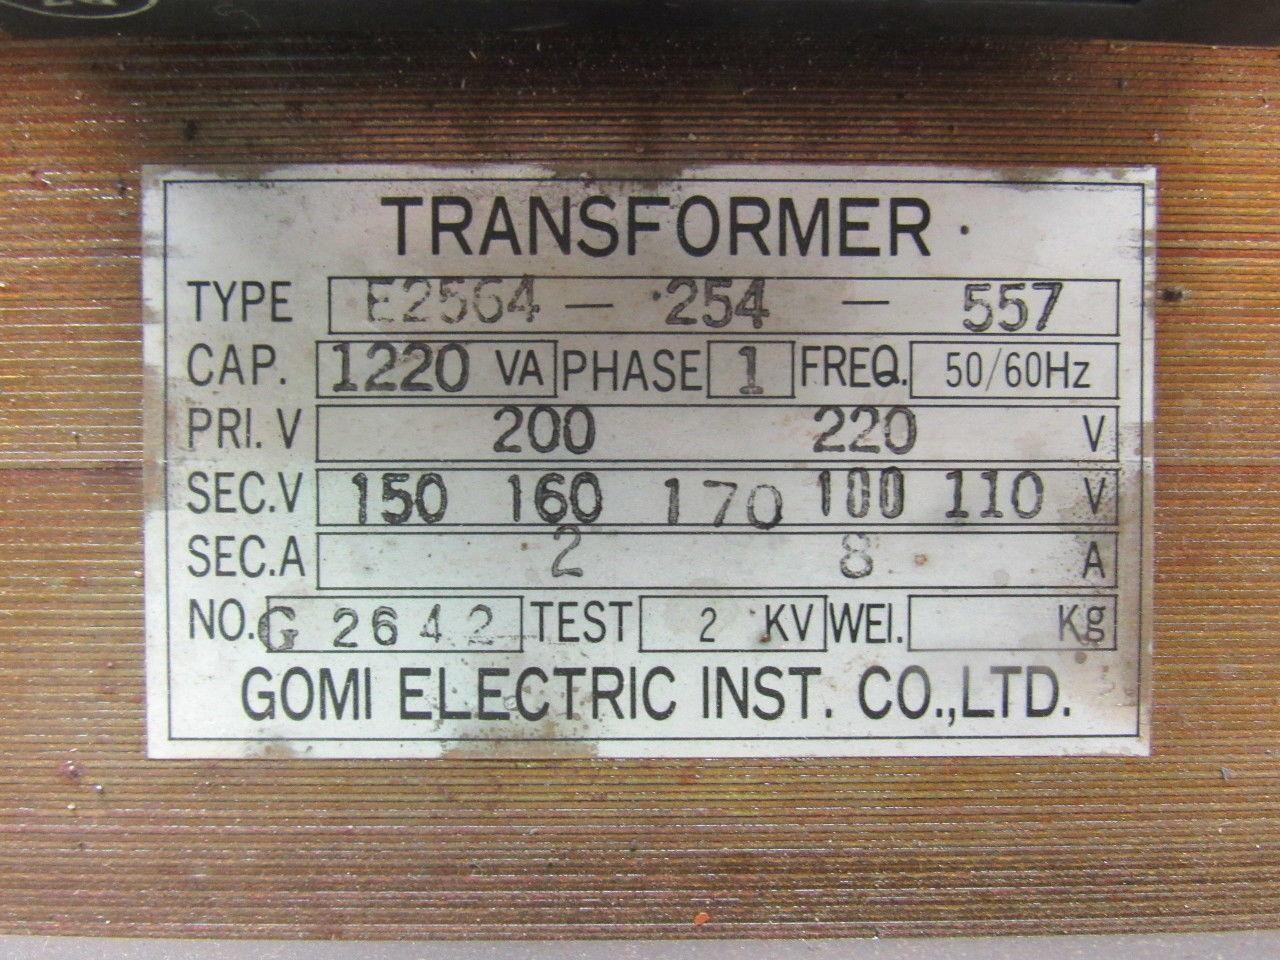 TRANSFORMER
TYPE E2564 - 254 - 557
CAP. 1220 VA PHASE 1 FREQ. 50/60Hz
PRI. V 200 220 V
SEC.V 150 160 170 100 110 V
SEC.A 2 8 A
NO. G2642 TEST 2 KV WEI. Kg
GOMI ELECTRIC INST. CO.,LTD.